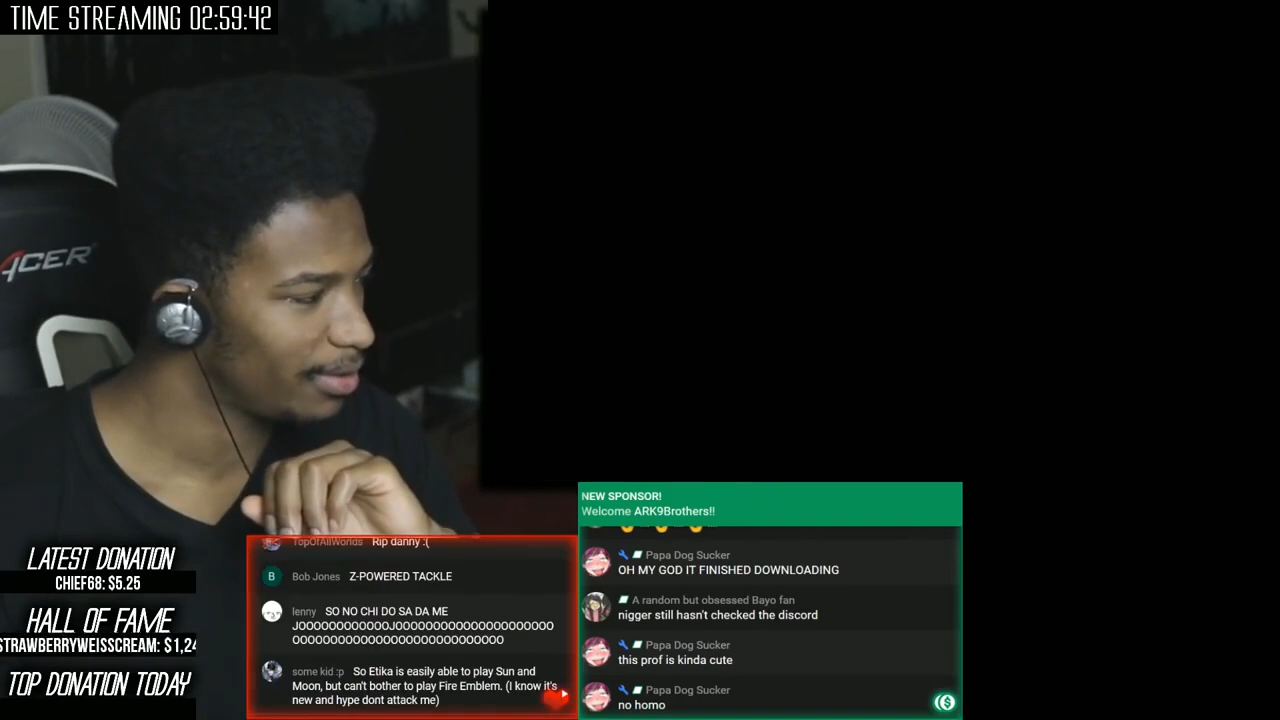 TIME STREAMING 02:59:42
ACER
LATEST DONATION
CHIEF68: $5.25
HALL OF FAME
STRAWBERRYWEISSCREAM: $1,24
TOP DONATION TODAY
TopOfAllWorlds Rip danny :(
B Bob Jones Z-POWERED TACKLE
lenny SO NO CHI DO SA DA ME
JOOOOOOOOOOOOJOOOOOOOOOOOOOOOOOOOOO
OOOOOOOOOOOOOOOOOOOOOOOOOOOO
some kid :p So Etika is easily able to play Sun and
Moon, but can't bother to play Fire Emblem. (I know it's
new and hype dont attack me)
NEW SPONSOR!
Welcome ARK9Brothers!!
Papa Dog Sucker
OH MY GOD IT FINISHED DOWNLOADING
A random but obsessed Bayo fan
nigger still hasn't checked the discord
Papa Dog Sucker
this prof is kinda cute
Papa Dog Sucker
no homo